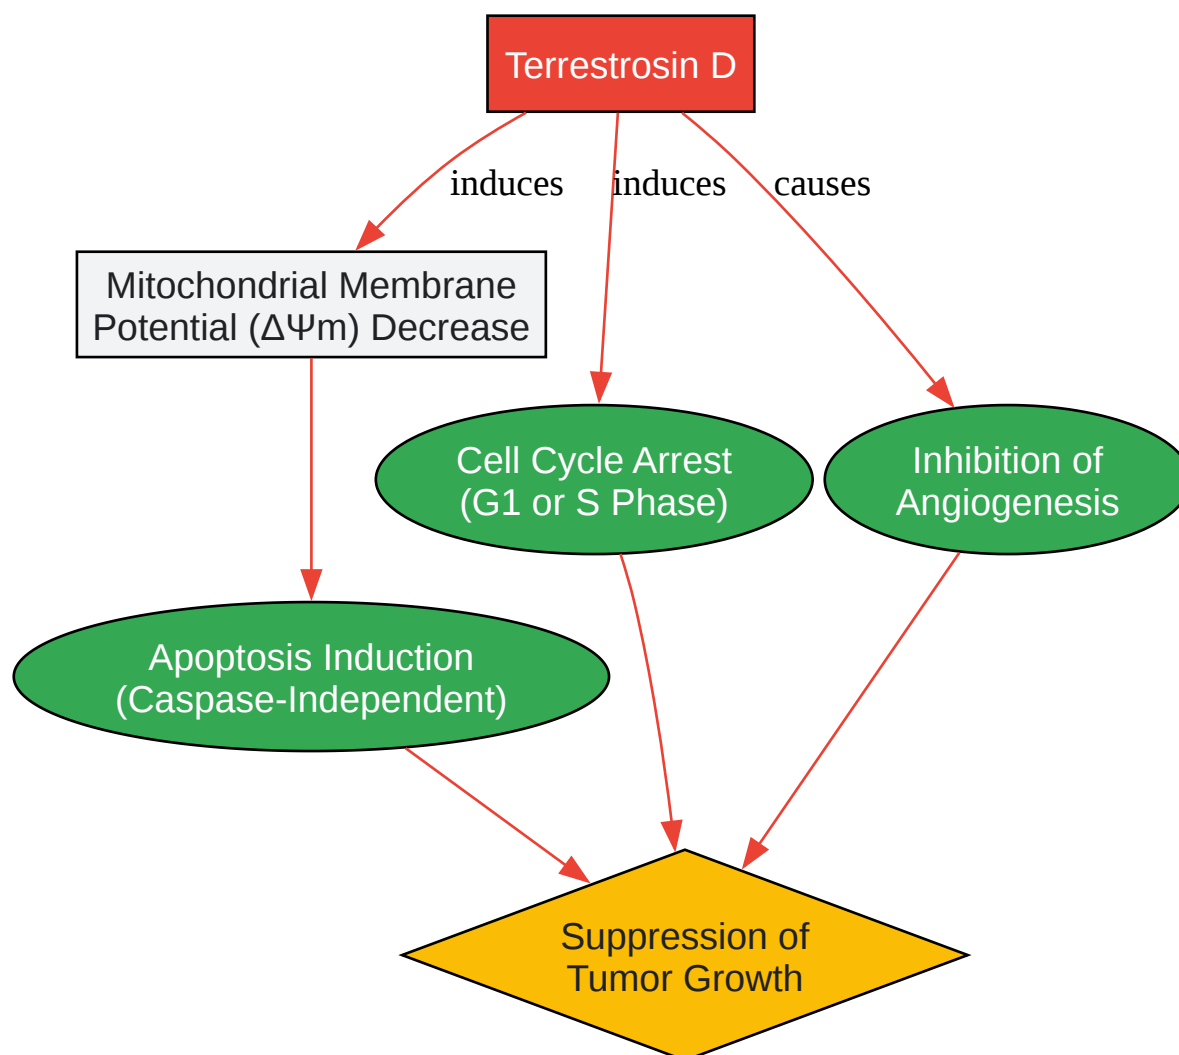 Terrestrosin D
induces
induces
causes
Mitochondrial Membrane
Potential (ΔΨm) Decrease
Cell Cycle Arrest
(G1 or S Phase)
Inhibition of
Angiogenesis
Apoptosis Induction
(Caspase-Independent)
Suppression of
Tumor Growth